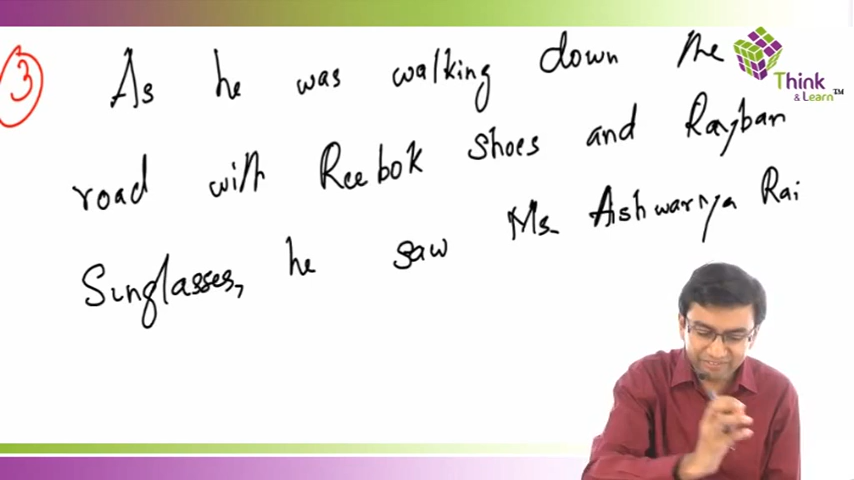 3 As he was walking down the
road with Reebok shoes and Rayban
Sunglasses, he saw Ms. Ashwarya Rai
Think
& Learn™